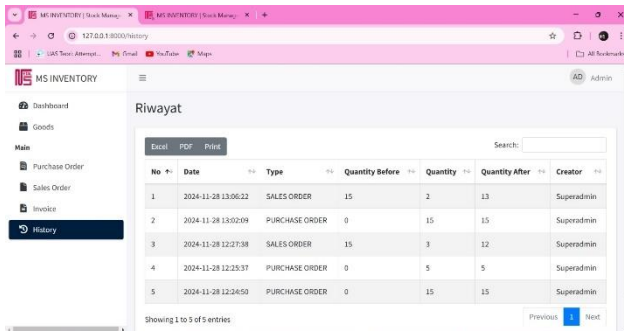 MS INVENTORY | Stock Manage
MS INVENTORY | Stock Manage
127.0.0.1:8000/history
Gmail
YouTube
Maps
All Bookmarks
MS INVENTORY
AD Admin
Dashboard
Goods
Main
Purchase Order
Sales Order
Invoice
History
Riwayat
Excel PDF Print
Search:
No Date Type Quantity Before Quantity Quantity After Creator
1 2024-11-28 13:06:22 SALES ORDER 15 2 13 Superadmin
2 2024-11-28 13:02:09 PURCHASE ORDER 0 15 15 Superadmin
3 2024-11-28 12:27:38 SALES ORDER 15 3 12 Superadmin
4 2024-11-28 12:25:37 PURCHASE ORDER 0 5 5 Superadmin
5 2024-11-28 12:24:50 PURCHASE ORDER 0 15 15 Superadmin
Showing 1 to 5 of 5 entries
Previous 1 Next